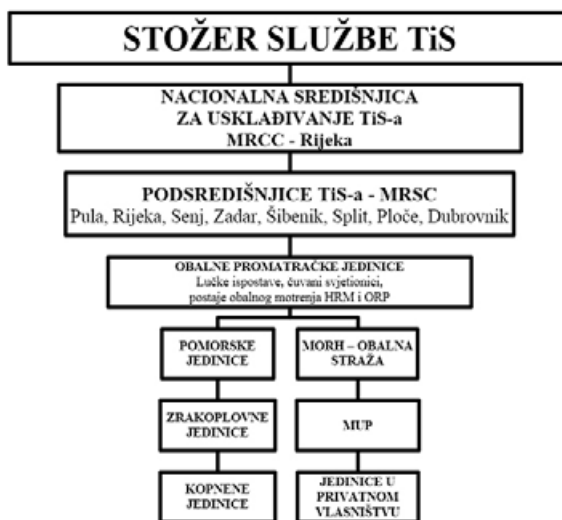 STOŽER SLUŽBE TiS
NACIONALNA SREDIŠNJICA
ZA USKLAĐIVANJE TiS-a
MRCC - Rijeka
PODSREDIŠNJICE TiS-a - MRSC
Pula, Rijeka, Senj, Zadar, Šibenik, Split, Ploče, Dubrovnik
OBALNE PROMATRAČKE JEDINICE
Lučke ispostave, čuvani svjetionici,
postaje obalnog motrenja HRM i ORP
POMORSKE
JEDINICE
MORH – OBALNA
STRAŽA
ZRAKOPLOVNE
JEDINICE
MUP
KOPNENE
JEDINICE
JEDINICE U
PRIVATNOM
VLASNIŠTVU